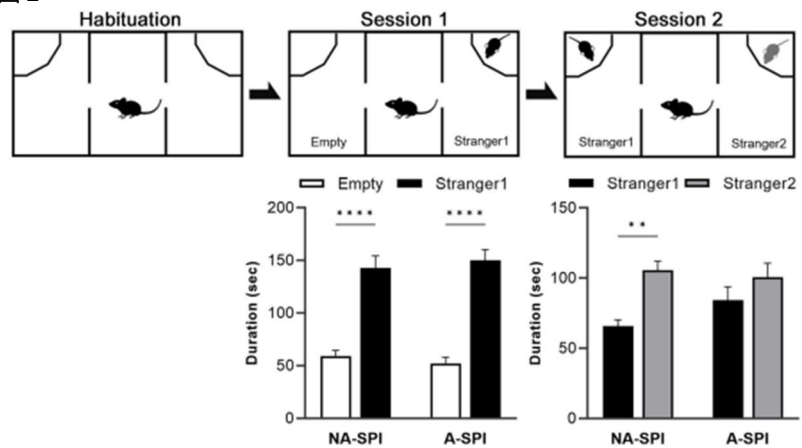 Habituation
Session 1
Session 2
Empty
Stranger1
Stranger1
Stranger2
Empty Stranger1
Stranger1 Stranger2
Duration (sec)
200
150
100
50
0
****
****
NA-SPI A-SPI
Duration (sec)
150
100
50
0
**
NA-SPI A-SPI